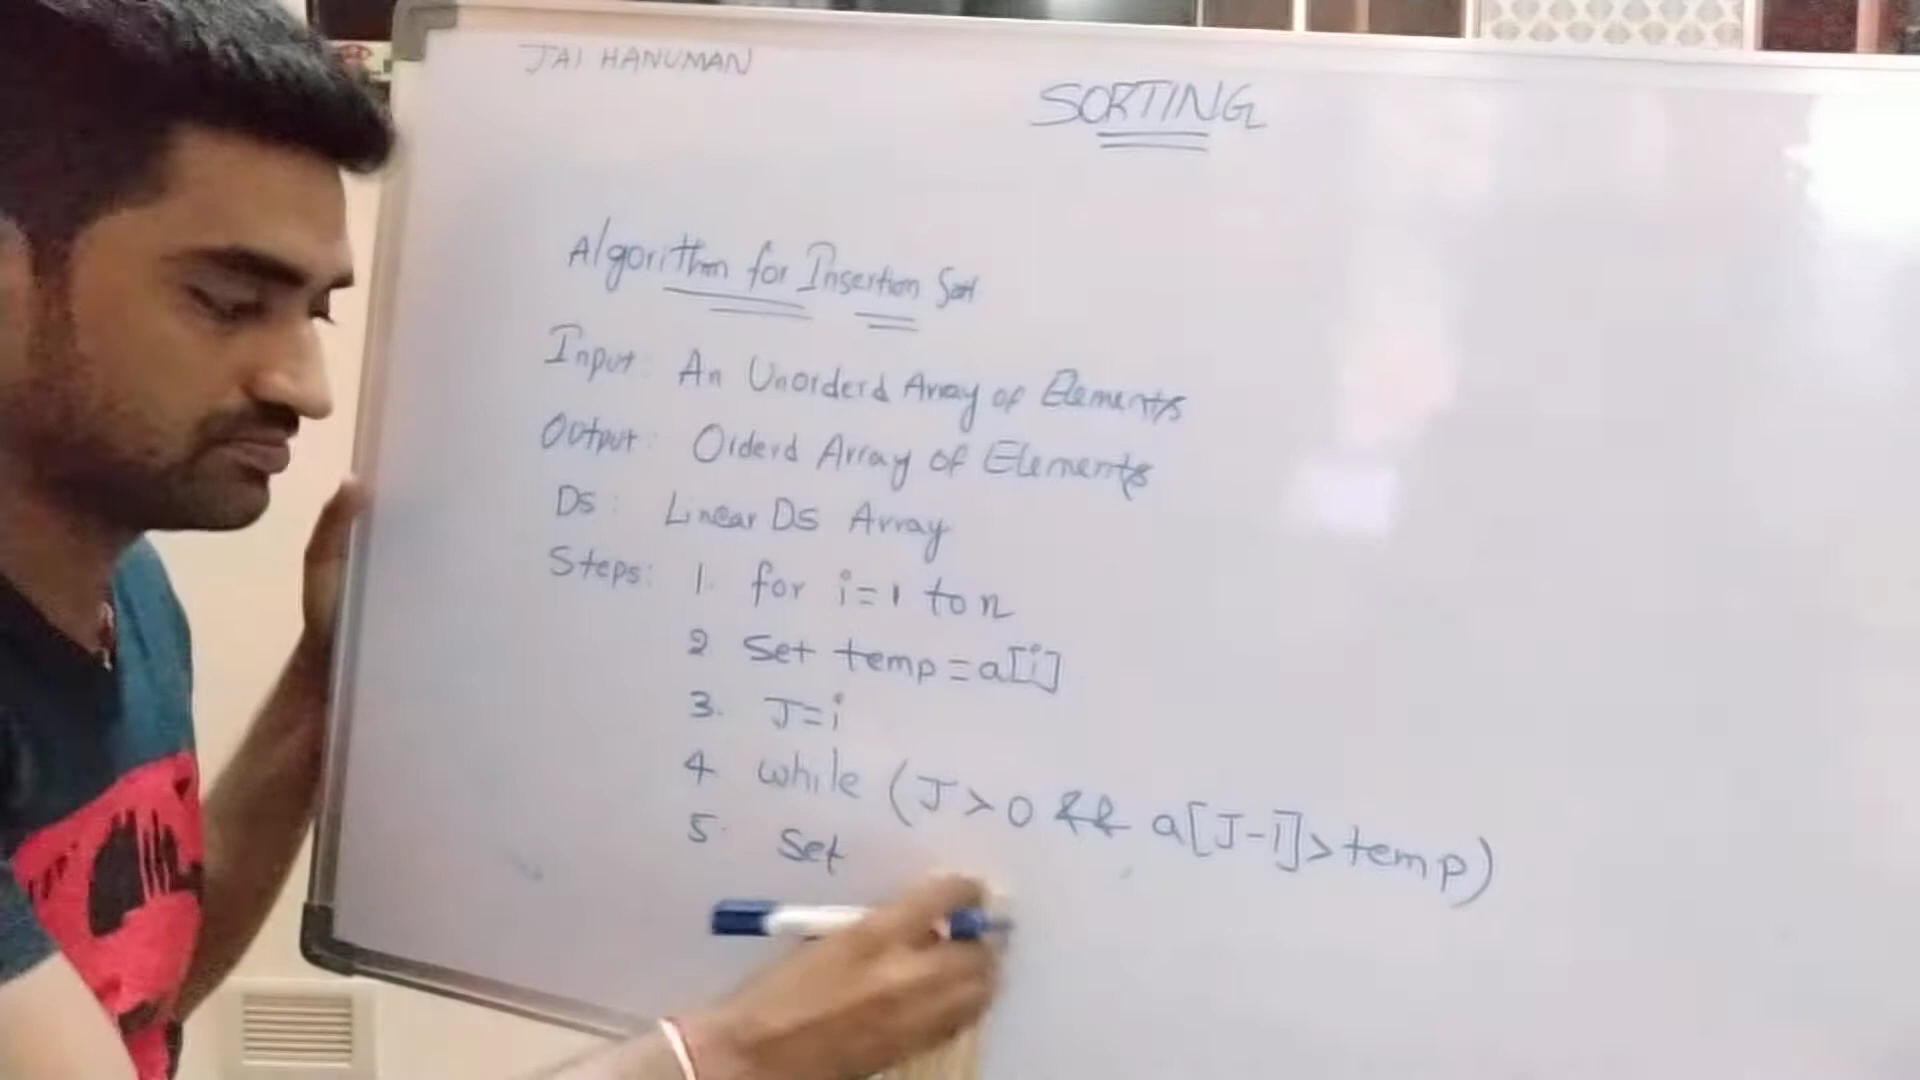 JAI HANUMAN
SORTING
Algorithm for Insertion Sort
Input: An Unorderd Array of Elements
Output: Orderd Array of Elements
Ds: Linear DS Array
Steps: 1. for i=1 to n
2 Set temp=a[i]
3. J=i
4 while (J>0 && a[J-1]>temp)
5. Set